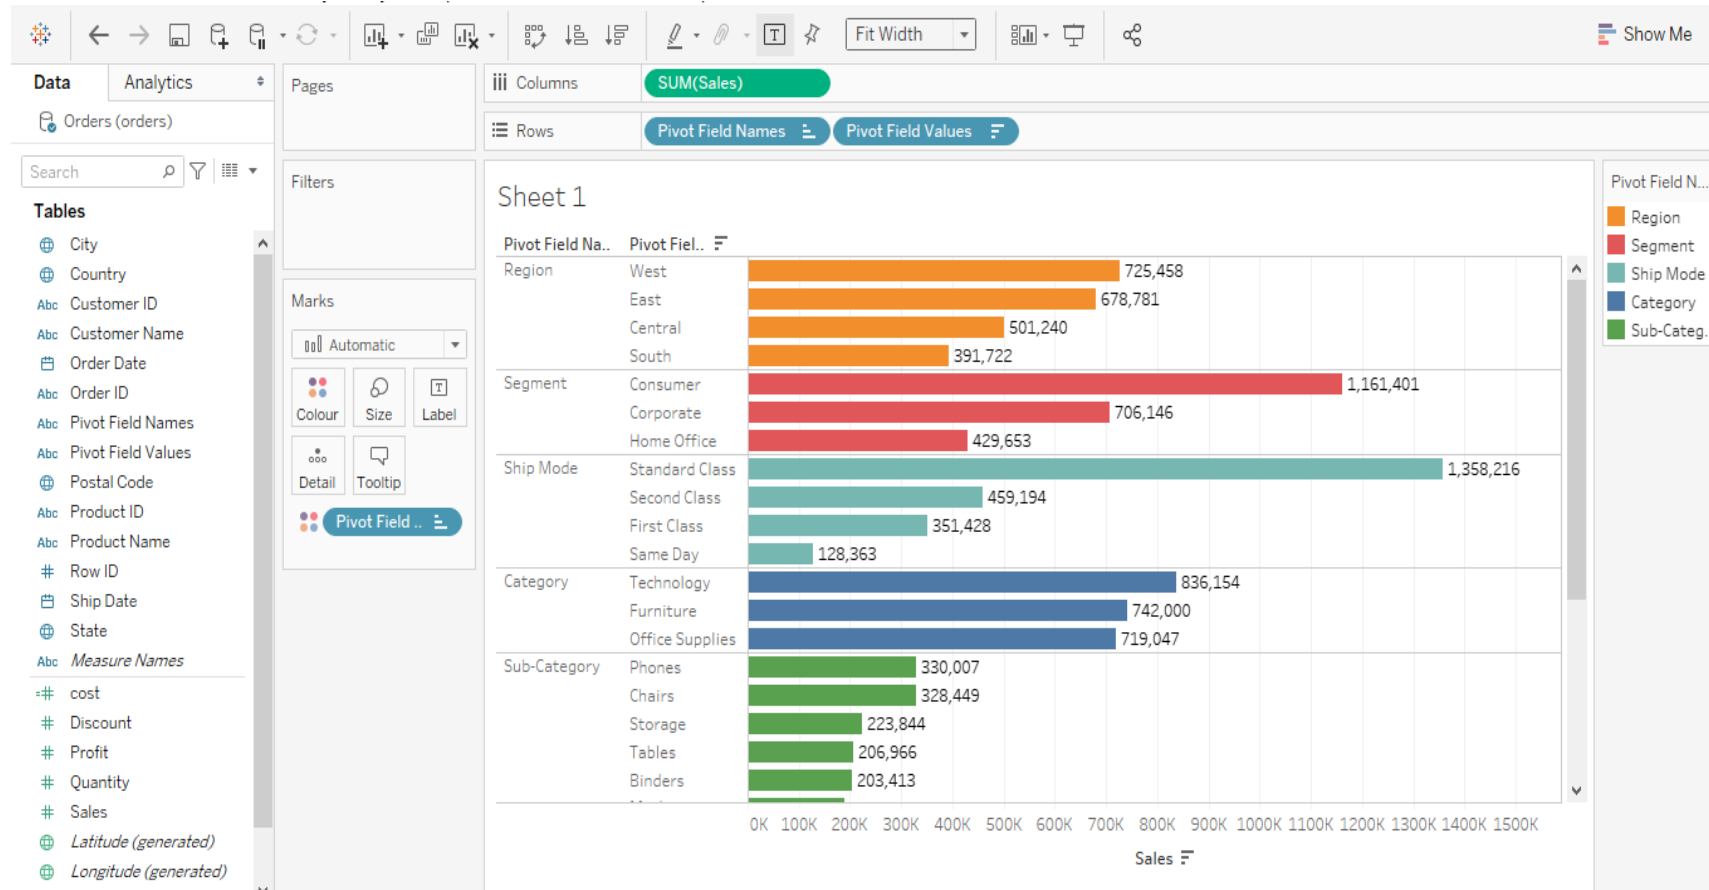 Fit Width
Show Me
Data
Analytics
Pages
Columns
SUM(Sales)
Orders (orders)
Rows
Pivot Field Names
Pivot Field Values
Search
Filters
Tables
City
Country
Abc Customer ID
Abc Customer Name
Order Date
Abc Order ID
Abc Pivot Field Names
Abc Pivot Field Values
Postal Code
Abc Product ID
Abc Product Name
# Row ID
Ship Date
State
Abc Measure Names
=# cost
# Discount
# Profit
# Quantity
# Sales
Latitude (generated)
Longitude (generated)
Marks
Automatic
Colour
Size
T
Label
Detail
Tooltip
Pivot Field ..
Sheet 1
Pivot Field Na.. Pivot Fiel..
Region West 725,458
East 678,781
Central 501,240
South 391,722
Segment Consumer 1,161,401
Corporate 706,146
Home Office 429,653
Ship Mode Standard Class 1,358,216
Second Class 459,194
First Class 351,428
Same Day 128,363
Category Technology 836,154
Furniture 742,000
Office Supplies 719,047
Sub-Category Phones 330,007
Chairs 328,449
Storage 223,844
Tables 206,966
Binders 203,413
0K 100K 200K 300K 400K 500K 600K 700K 800K 900K 1000K 1100K 1200K 1300K 1400K 1500K
Sales
Pivot Field N...
Region
Segment
Ship Mode
Category
Sub-Categ.